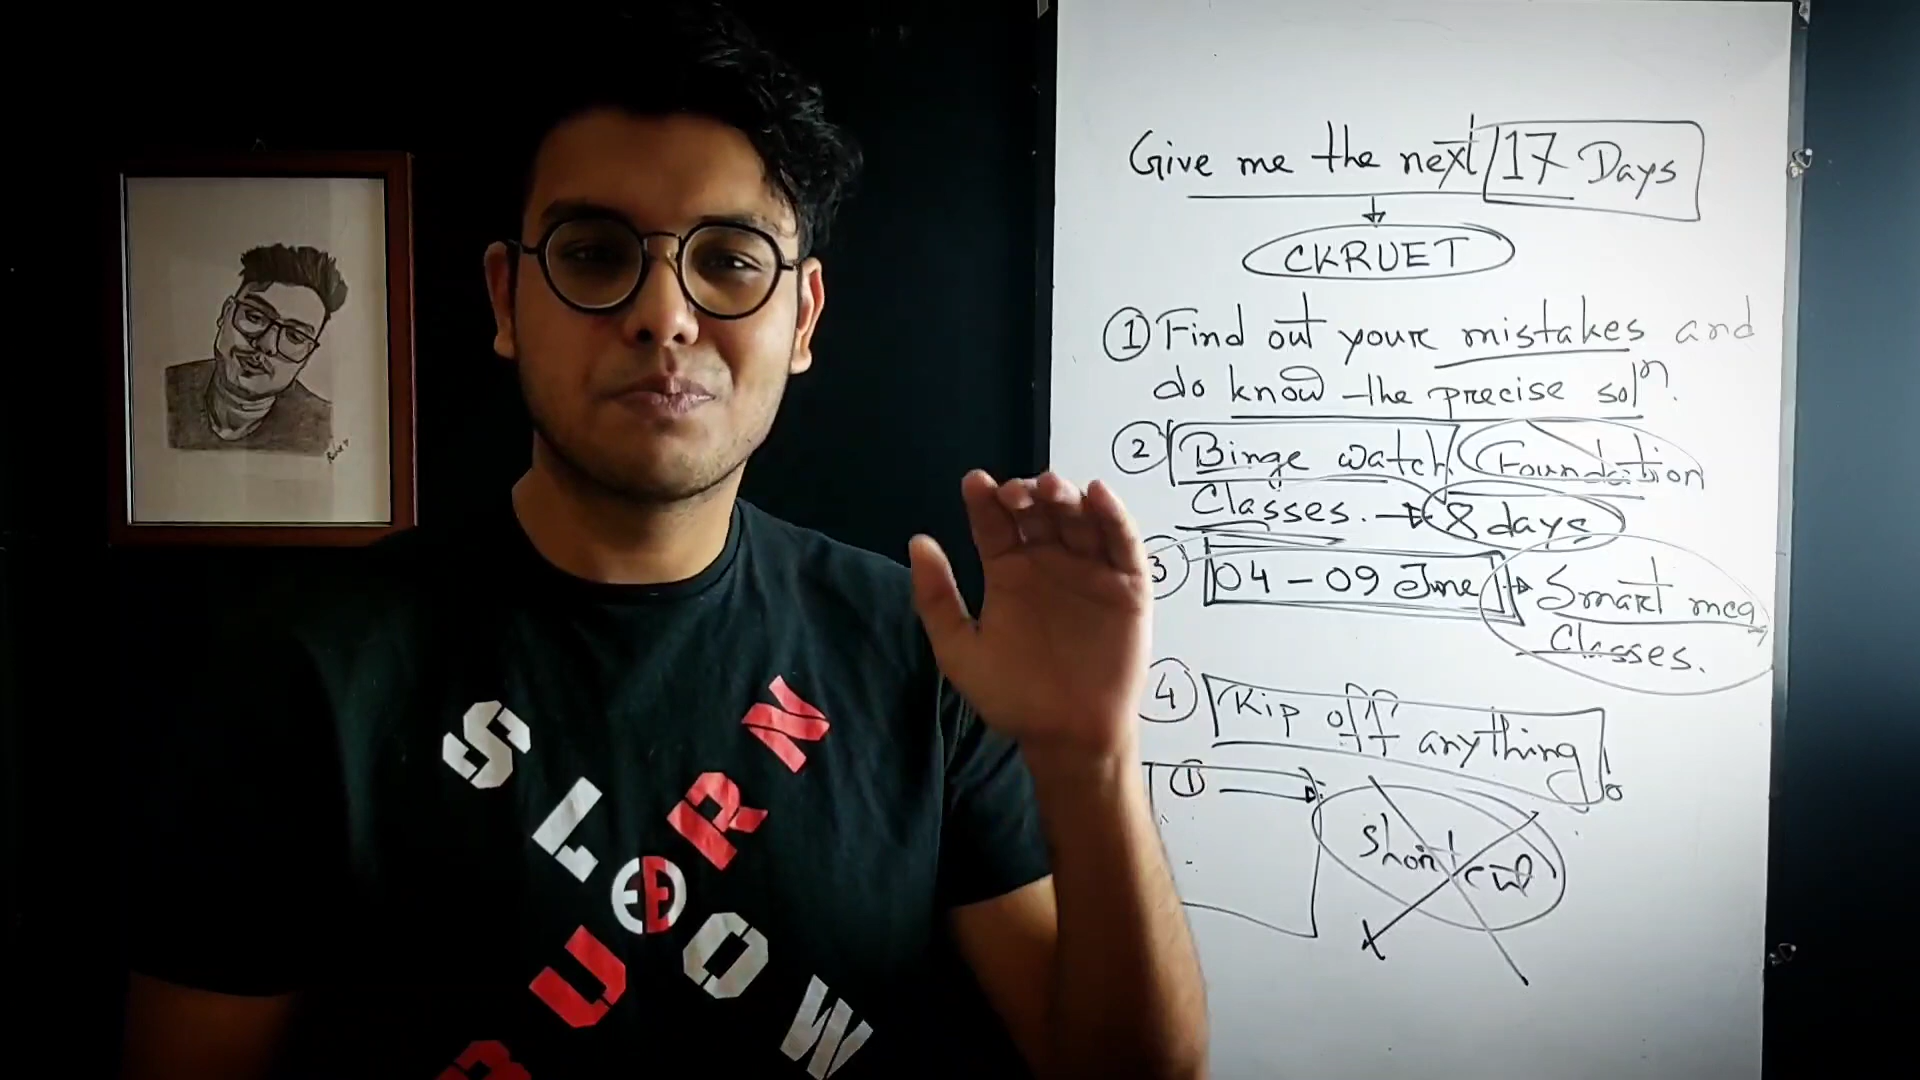 Give me the next 17 Days
CKRUET
① Find out your mistakes and
do know the precise solⁿ.
② Binge watch Foundation
Classes. → 8 days
3 04 - 09 June → Smart mcq
Classes.
④ Rip off anything!
① →
Short cut
SLOW
BURN